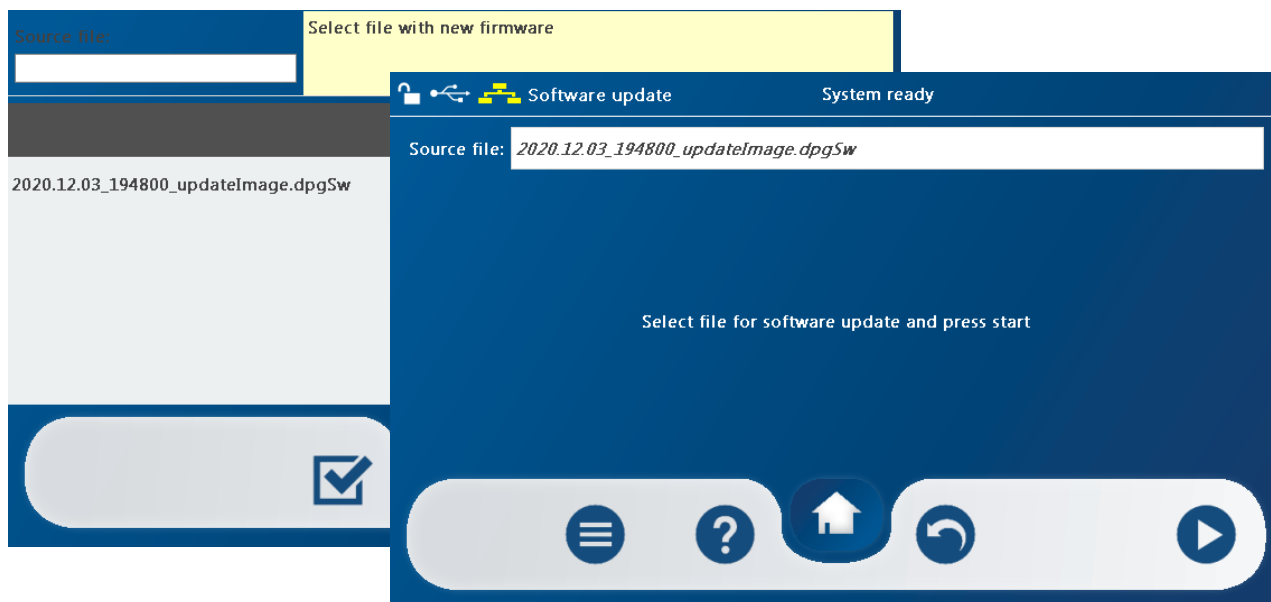 Source file:
Select file with new firmware
2020.12.03_194800_updateImage.dpgSw
Software update
System ready
Source file:
2020.12.03_194800_updateImage.dpgSw
Select file for software update and press start
?